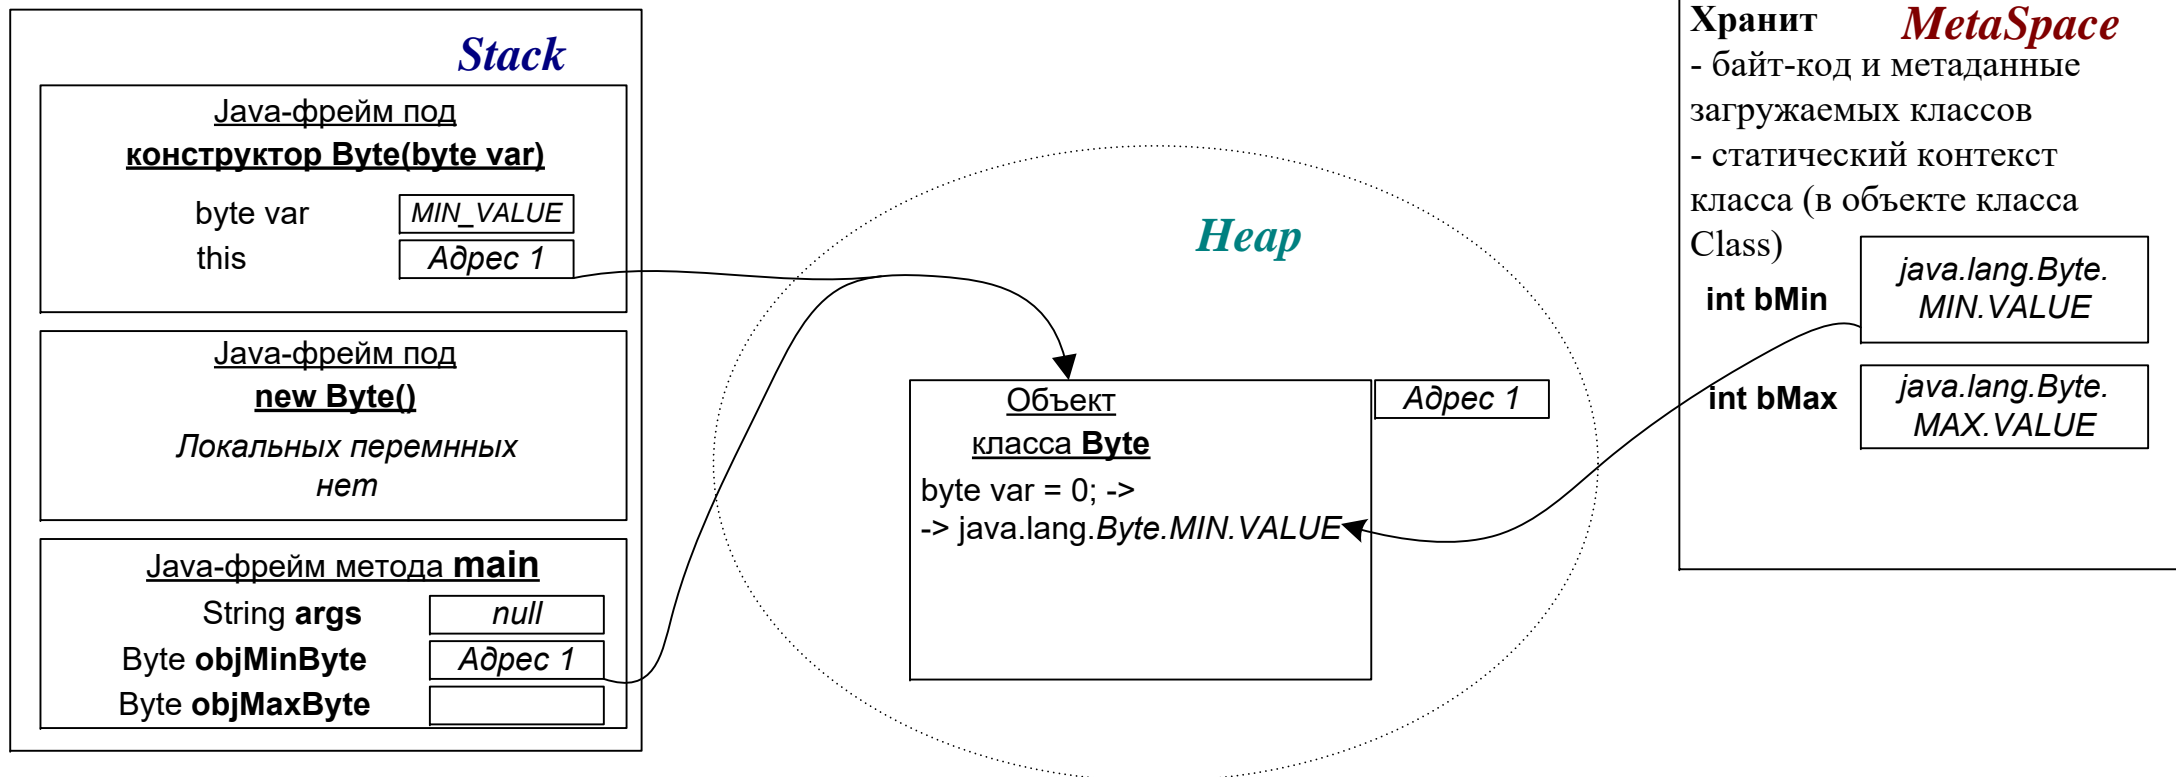 Stack
Java-фрейм под
конструктор Byte(byte var)
byte var MIN_VALUE
this Адрес 1
Java-фрейм под
new Byte()
Локальных перемнных
нет
Java-фрейм метода main
String args null
Byte objMinByte Адрес 1
Byte objMaxByte
Heap
Объект
класса Byte
Адрес 1
byte var = 0; ->
-> java.lang.Byte.MIN.VALUE
Хранит MetaSpace
- байт-код и метаданные
загружаемых классов
- статический контекст
класса (в объекте класса
Class)
int bMin
java.lang.Byte.
MIN.VALUE
int bMax
java.lang.Byte.
MAX.VALUE